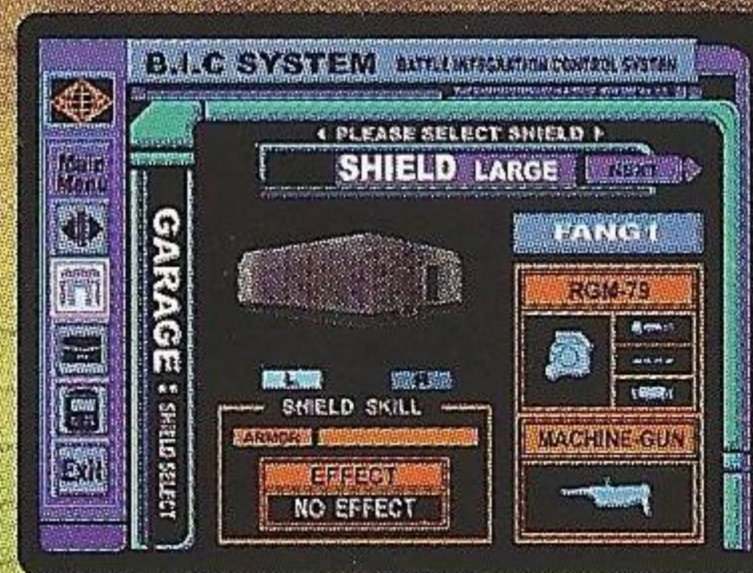 B.I.C SYSTEM BATTLE INTEGRATION CONTROL SYSTEM
Main
Menu
PLEASE SELECT SHIELD
SHIELD LARGE NEXT
GARAGE : SHIELD SELECT
FANG 1
RGM-79
L R
SHIELD SKILL
ARMOR
EFFECT
NO EFFECT
MACHINE-GUN
Exit